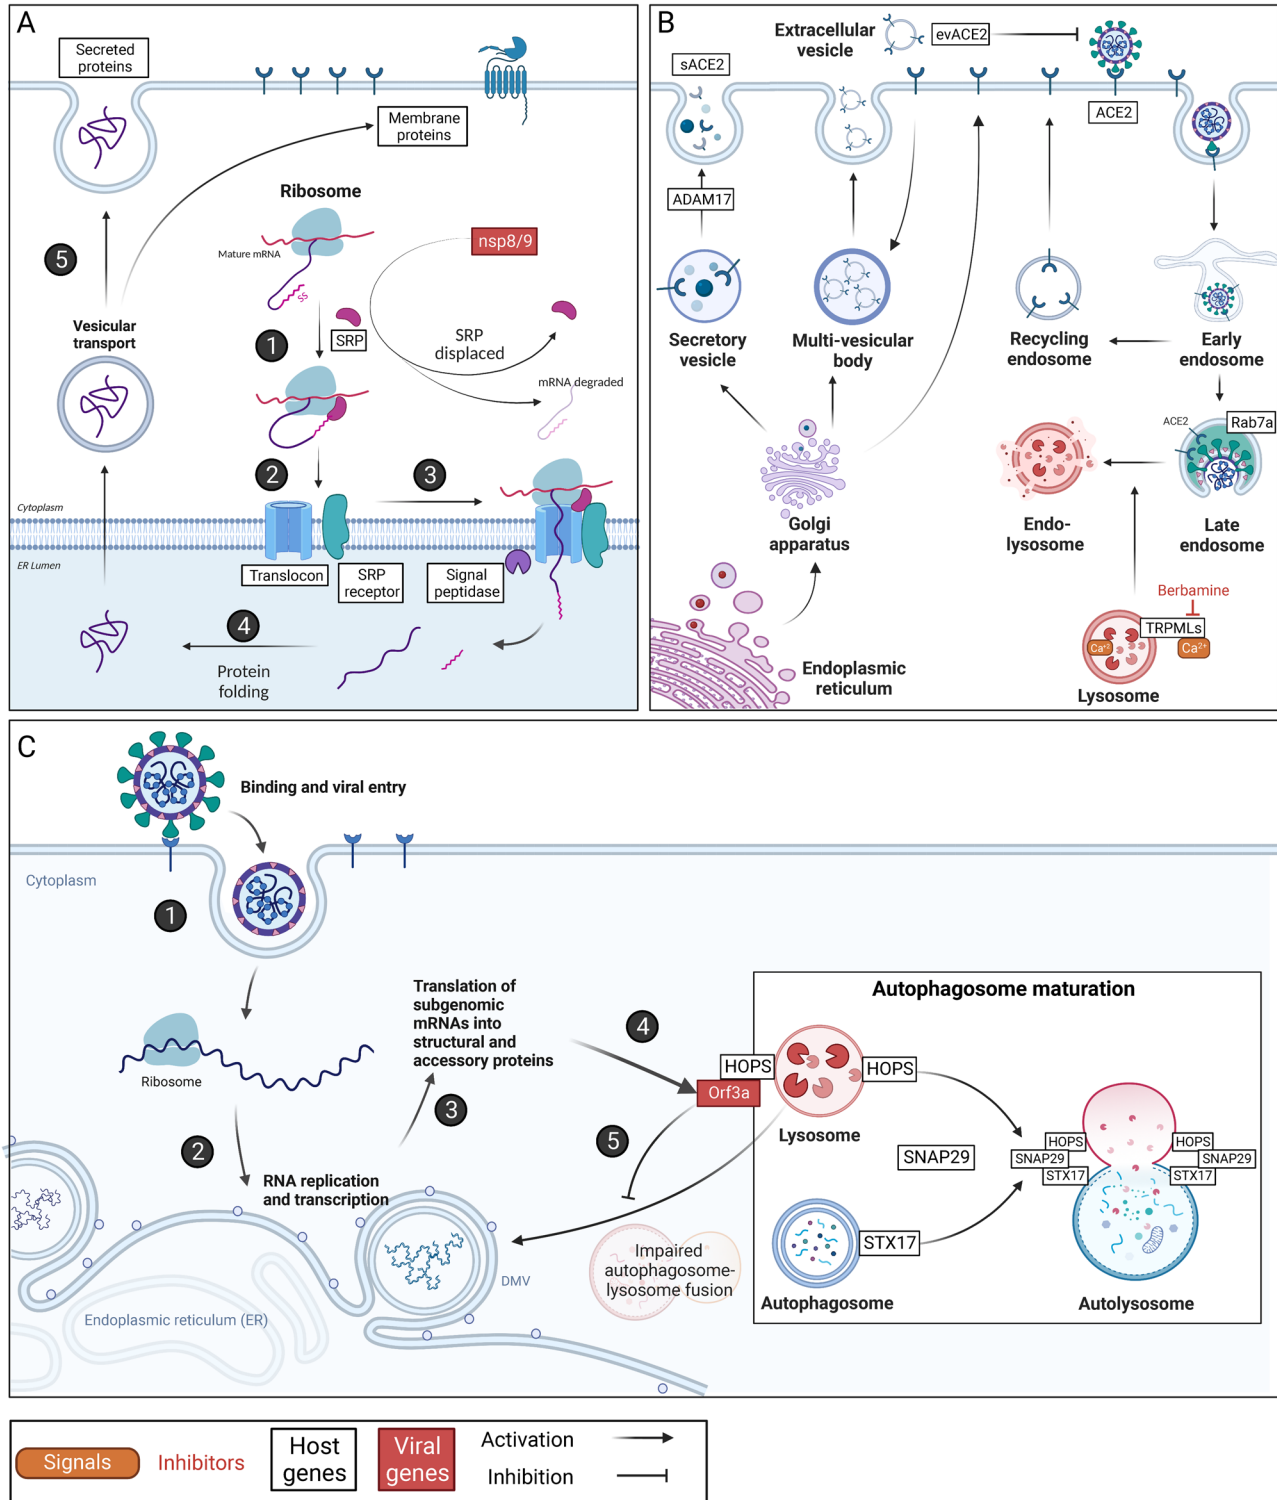 A
Secreted
proteins
Membrane
proteins
Ribosome
Mature mRNA
nsp8/9
5
SRP
1
SRP
displaced
mRNA degraded
Vesicular
transport
2
3
Cytoplasm
ER Lumen
Translocon
SRP
receptor
Signal
peptidase
4
Protein
folding
B
Extracellular
vesicle
evACE2
sACE2
ACE2
ADAM17
Secretory
vesicle
Multi-vesicular
body
Recycling
endosome
Early
endosome
ACE2
Rab7a
Golgi
apparatus
Endo-
lysosome
Late
endosome
Berbamine
TRPMLs
Ca+2
Ca2+
Endoplasmic
reticulum
Lysosome
C
Binding and viral entry
Cytoplasm
1
Translation of
subgenomic
mRNAs into
structural and
accessory proteins
4
Autophagosome maturation
HOPS
Orf3a
HOPS
Ribosome
3
Lysosome
5
2
HOPS
SNAP29
STX17
HOPS
SNAP29
STX17
SNAP29
RNA replication
and transcription
STX17
Impaired
autophagosome-
lysosome fusion
DMV
Autophagosome
Autolysosome
Endoplasmic reticulum (ER)
Signals
Inhibitors
Host
genes
Viral
genes
Activation
Inhibition